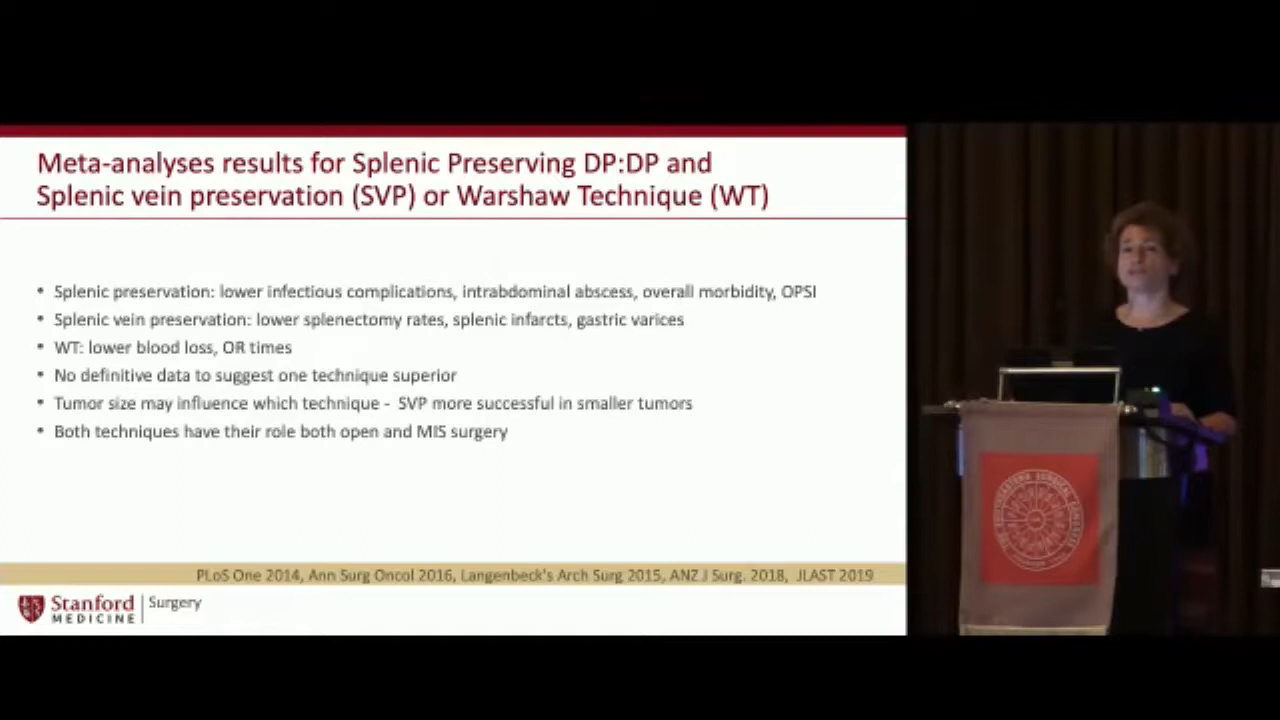 Meta-analyses results for Splenic Preserving DP:DP and
Splenic vein preservation (SVP) or Warshaw Technique (WT)
• Splenic preservation: lower infectious complications, intrabdominal abscess, overall morbidity, OPSI
• Splenic vein preservation: lower splenectomy rates, splenic infarcts, gastric varices
• WT: lower blood loss, OR times
• No definitive data to suggest one technique superior
• Tumor size may influence which technique - SVP more successful in smaller tumors
• Both techniques have their role both open and MIS surgery
PLoS One 2014, Ann Surg Oncol 2016, Langenbeck's Arch Surg 2015, ANZ J Surg. 2018, JLAST 2019
Stanford MEDICINE | Surgery
THE SOUTHEASTERN SURGICAL CONGRESS